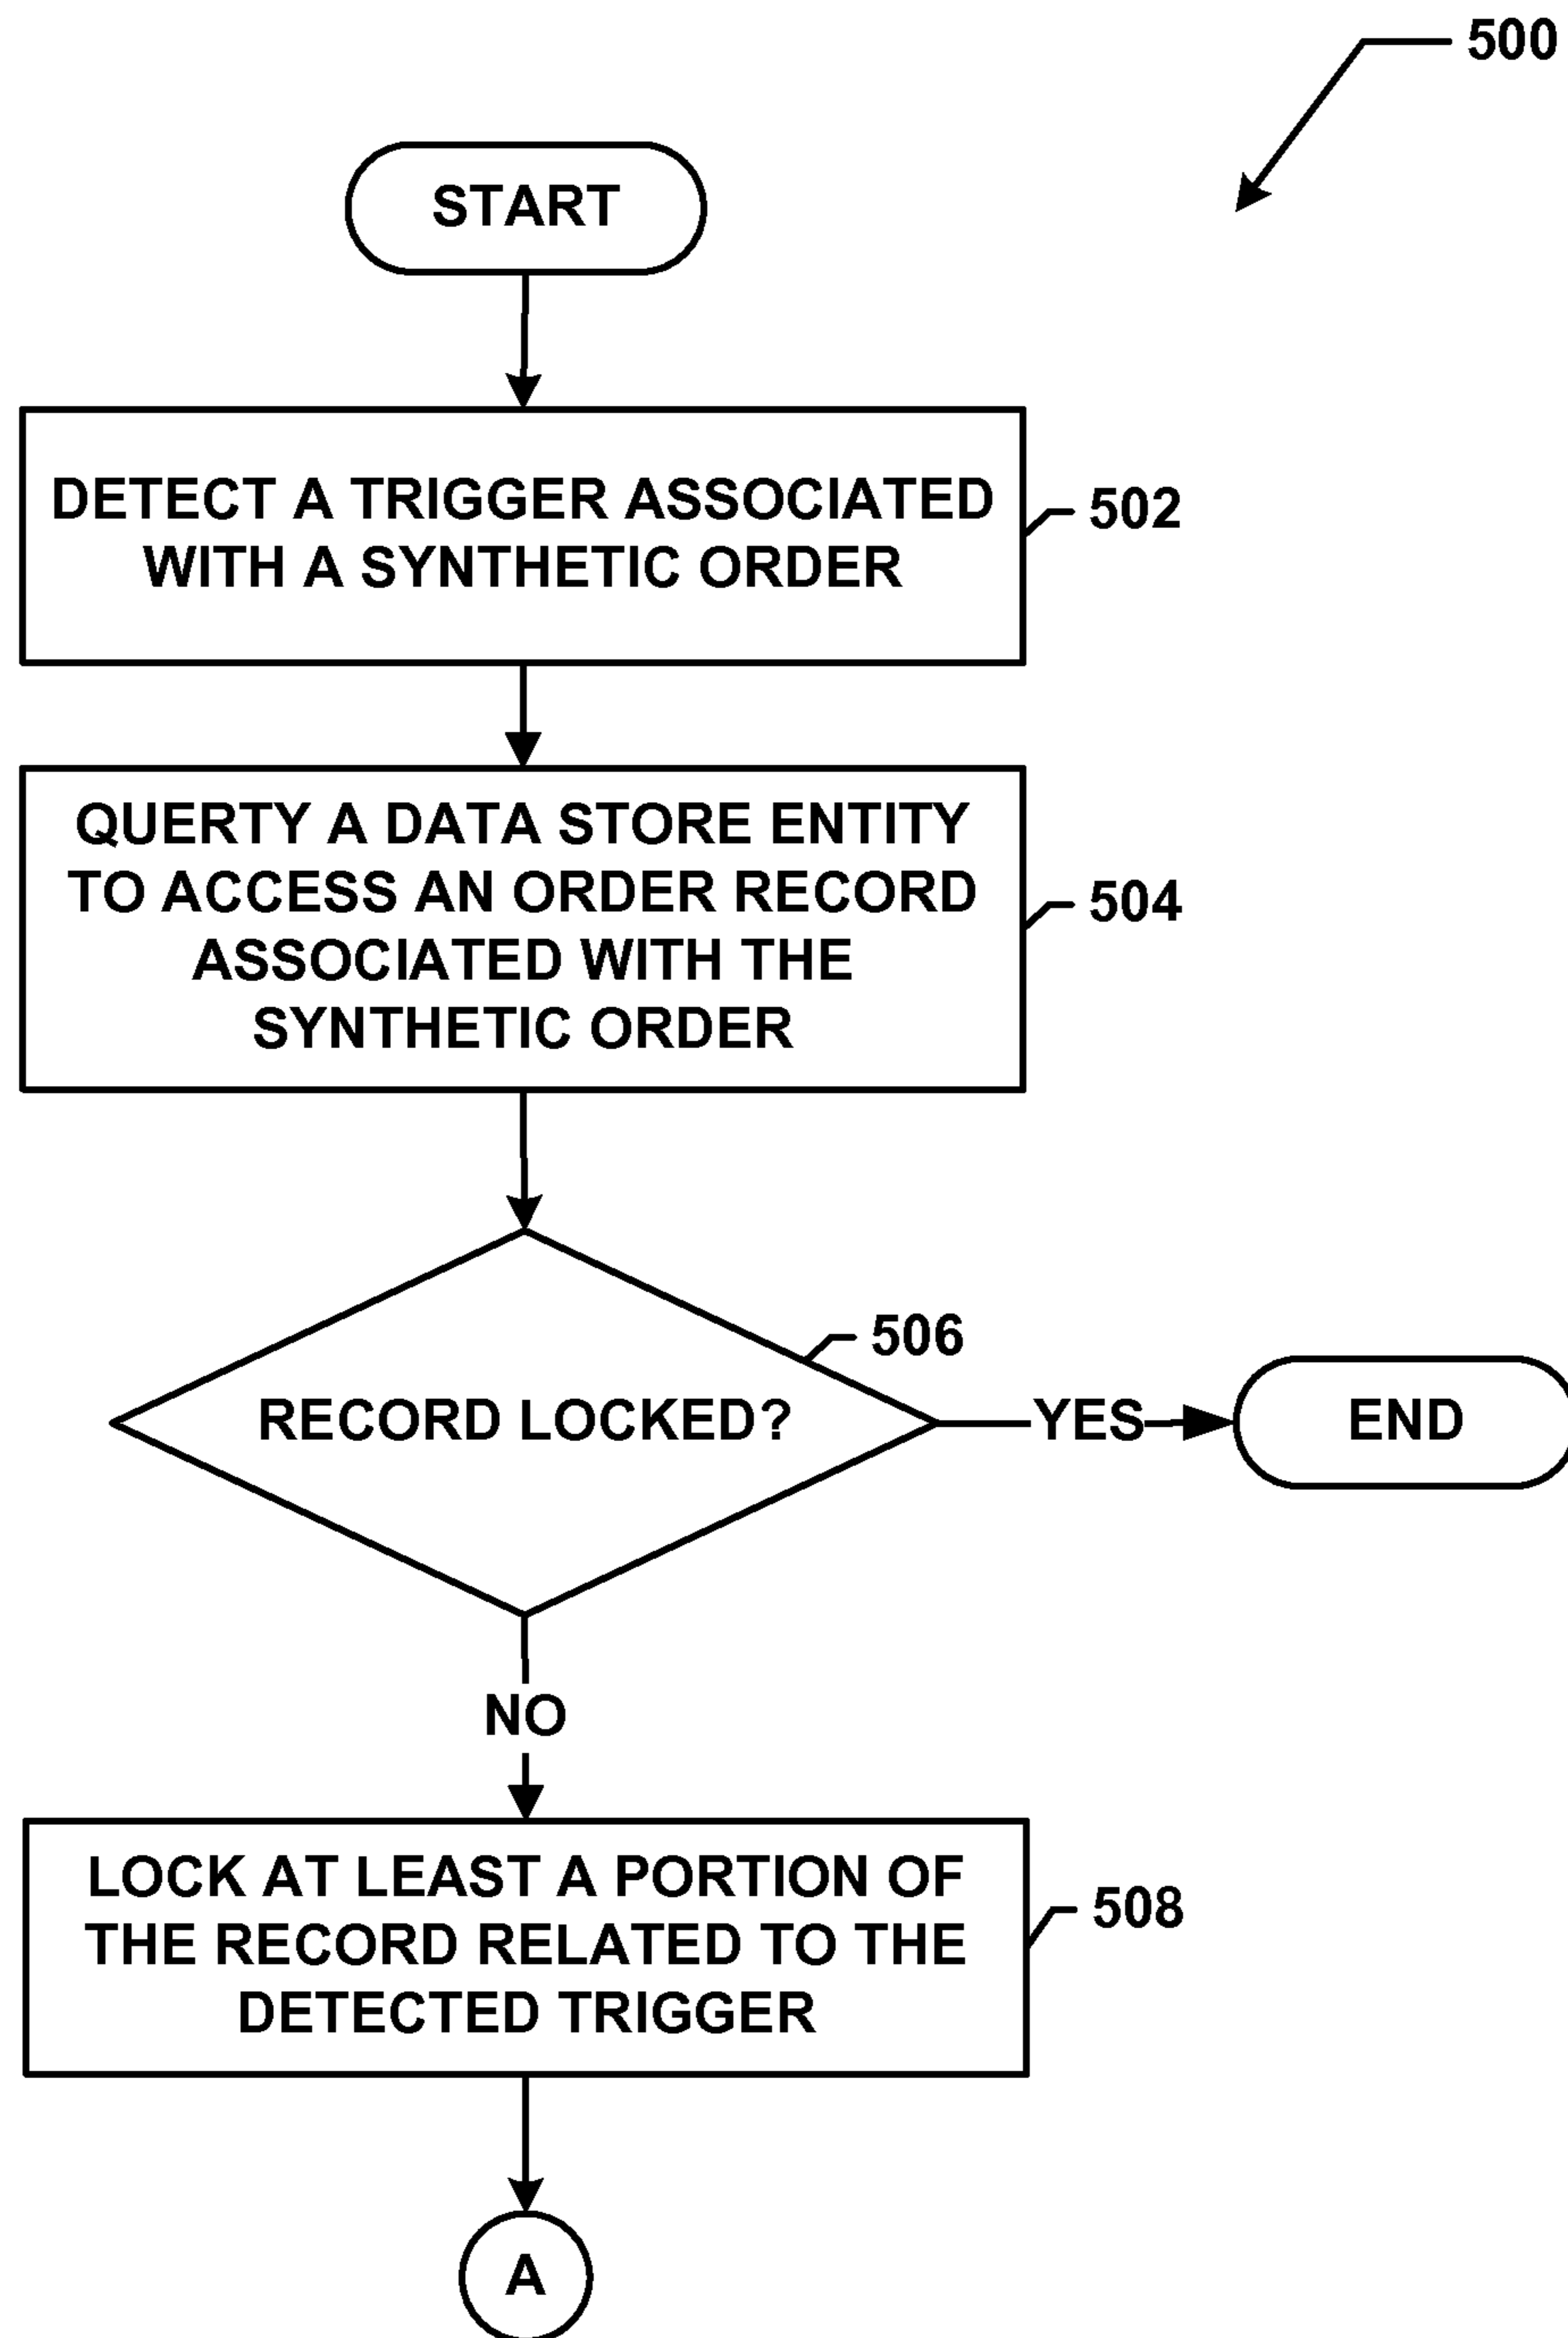 500
START
DETECT A TRIGGER ASSOCIATED
WITH A SYNTHETIC ORDER
502
QUERTY A DATA STORE ENTITY
TO ACCESS AN ORDER RECORD
ASSOCIATED WITH THE
SYNTHETIC ORDER
504
506
RECORD LOCKED?
YES
END
NO
LOCK AT LEAST A PORTION OF
THE RECORD RELATED TO THE
DETECTED TRIGGER
508
A